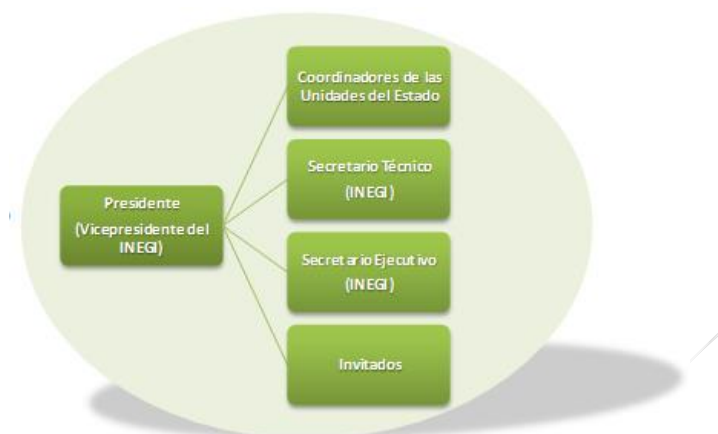 Coordinadores de las
Unidades del Estado
Secretario Técnico
(INEGI)
Presidente
(Vicepresidente del
INEGI)
Secretario Ejecutivo
(INEGI)
Invitados